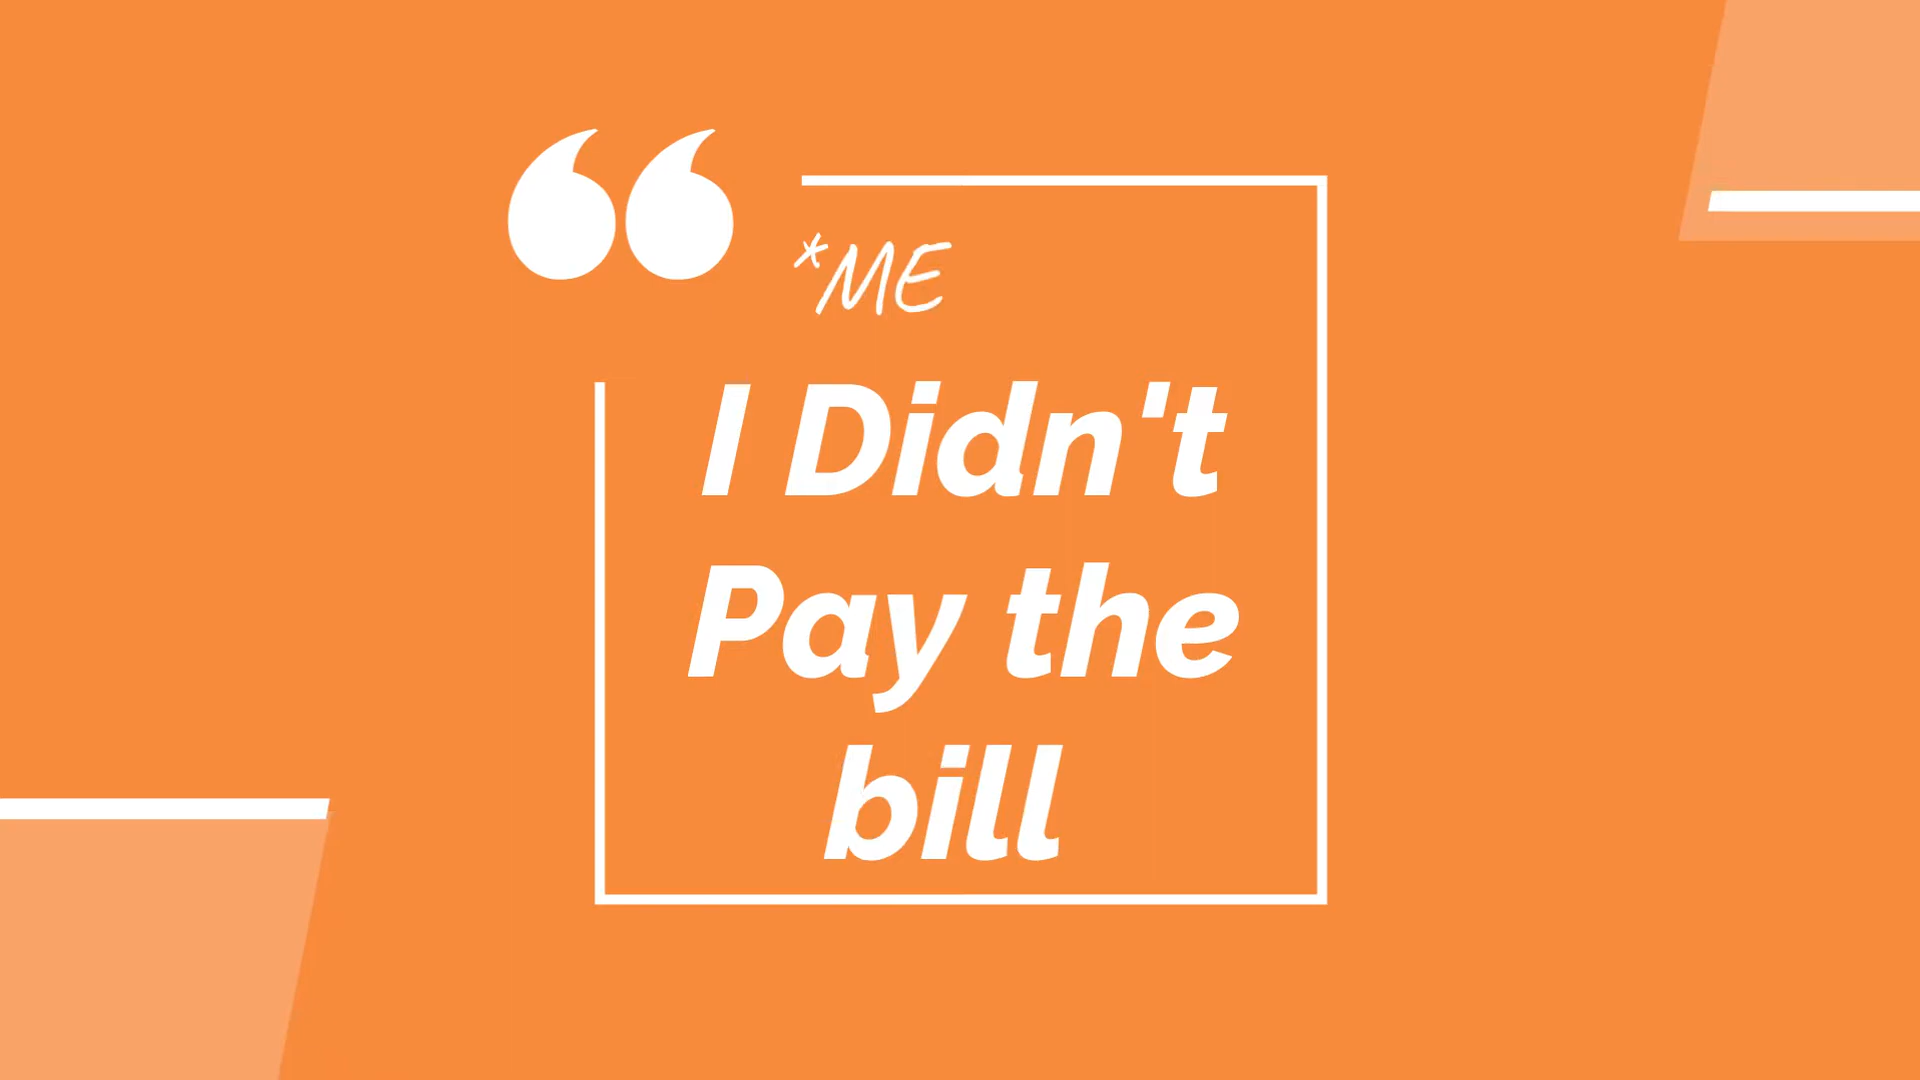 “
*ME
I Didn't
Pay the
bill